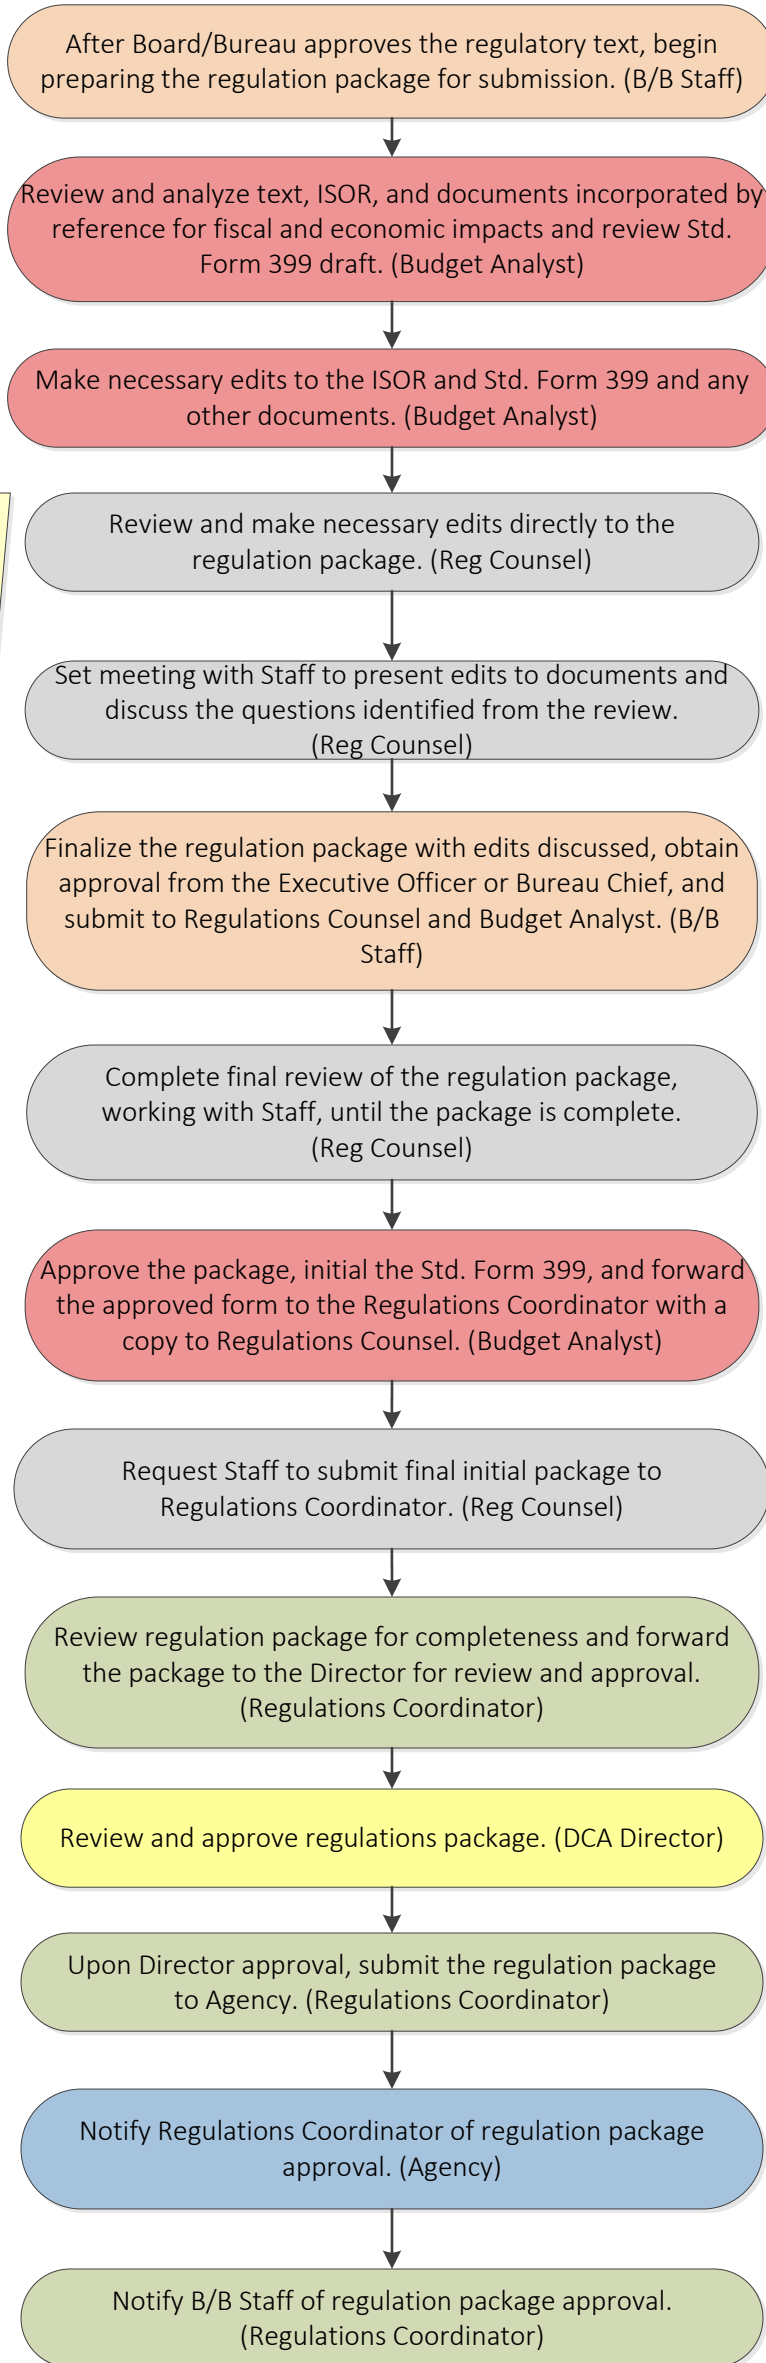 After Board/Bureau approves the regulatory text, begin
preparing the regulation package for submission. (B/B Staff)
Review and analyze text, ISOR, and documents incorporated by
reference for fiscal and economic impacts and review Std.
Form 399 draft. (Budget Analyst)
Make necessary edits to the ISOR and Std. Form 399 and any
other documents. (Budget Analyst)
Review and make necessary edits directly to the
regulation package. (Reg Counsel)
Set meeting with Staff to present edits to documents and
discuss the questions identified from the review.
(Reg Counsel)
Finalize the regulation package with edits discussed, obtain
approval from the Executive Officer or Bureau Chief, and
submit to Regulations Counsel and Budget Analyst. (B/B
Staff)
Complete final review of the regulation package,
working with Staff, until the package is complete.
(Reg Counsel)
Approve the package, initial the Std. Form 399, and forward
the approved form to the Regulations Coordinator with a
copy to Regulations Counsel. (Budget Analyst)
Request Staff to submit final initial package to
Regulations Coordinator. (Reg Counsel)
Review regulation package for completeness and forward
the package to the Director for review and approval.
(Regulations Coordinator)
Review and approve regulations package. (DCA Director)
Upon Director approval, submit the regulation package
to Agency. (Regulations Coordinator)
Notify Regulations Coordinator of regulation package
approval. (Agency)
Notify B/B Staff of regulation package approval.
(Regulations Coordinator)